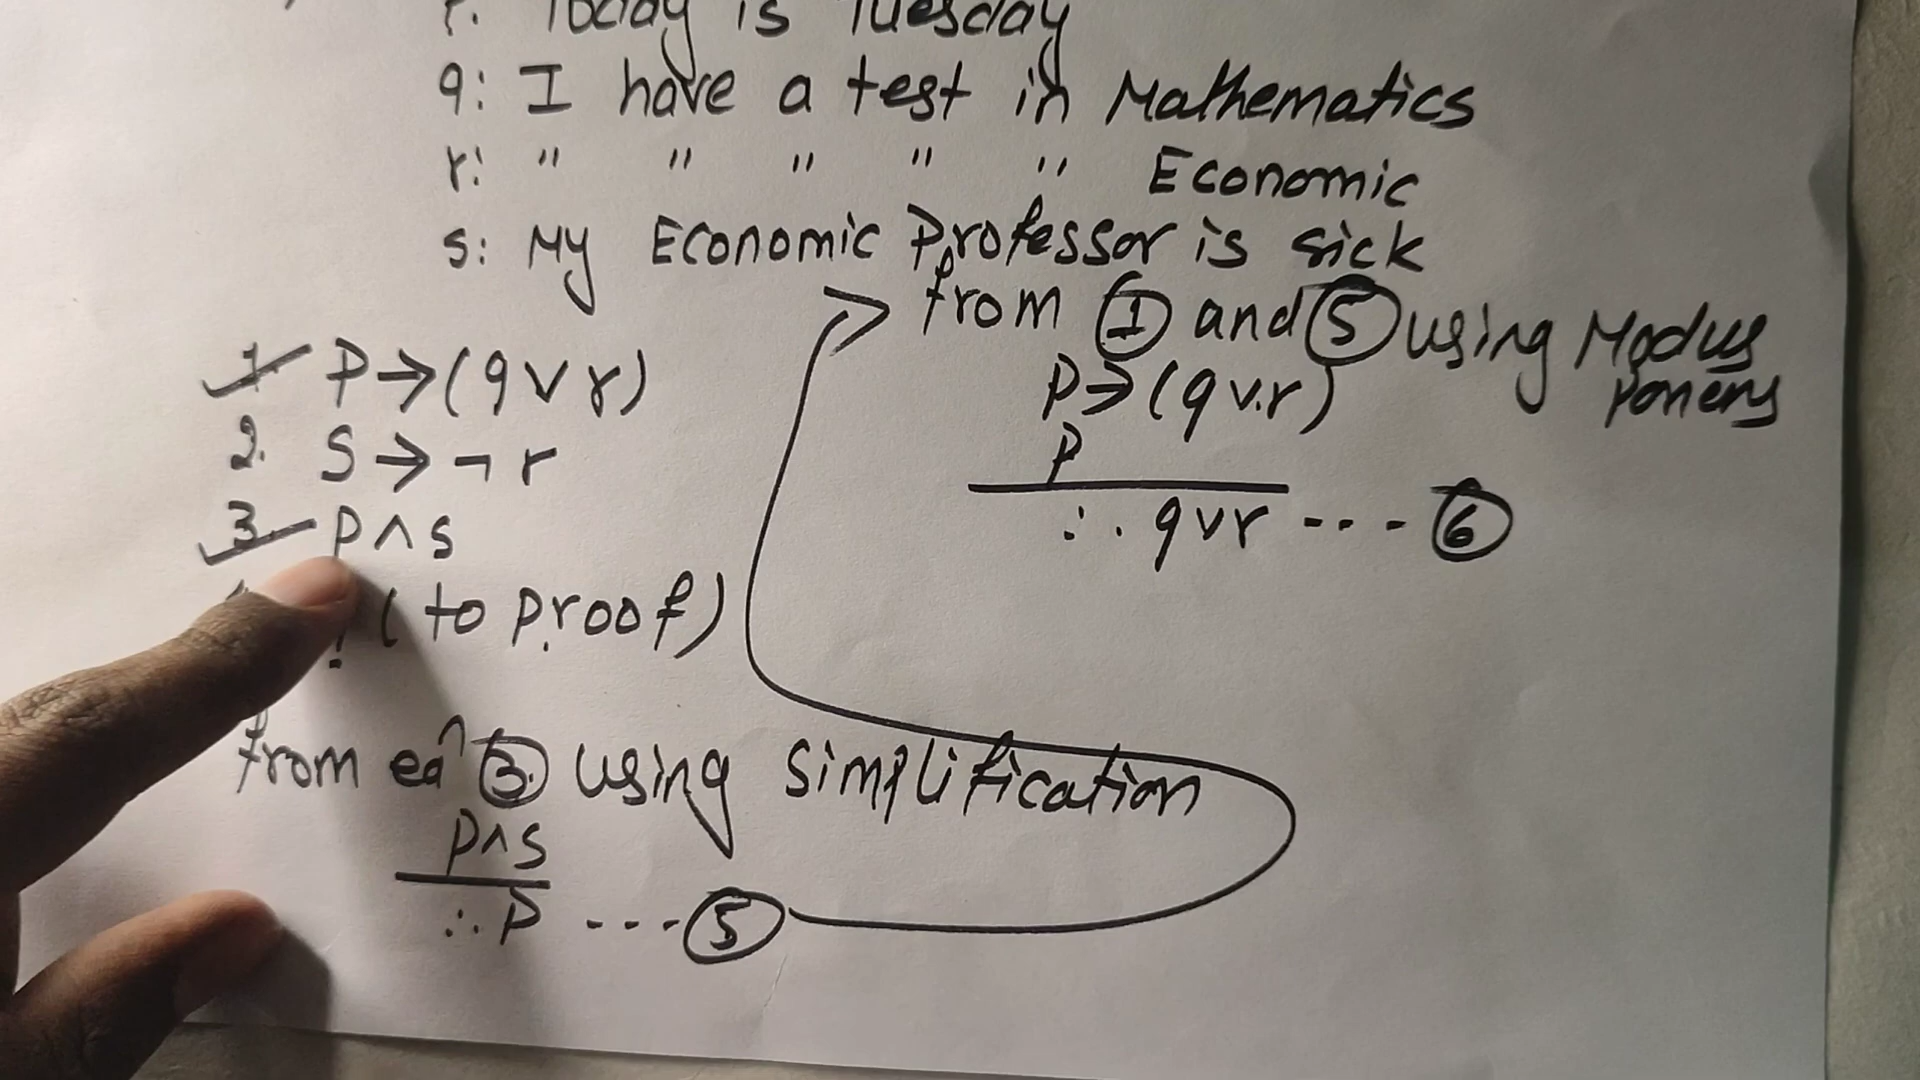 P: Today is Tuesday
q: I have a test in Mathematics
r: " " " " " Economic
s: My Economic Professor is sick
1. P→(q∨r)
2. S→¬r
3. P∧s
(to proof)
from eqⁿ ③ using simplification
P∧S
∴ P ---⑤
from ① and ⑤ using Modus
Ponens
P→(q∨r)
P
∴ q∨r ---⑥